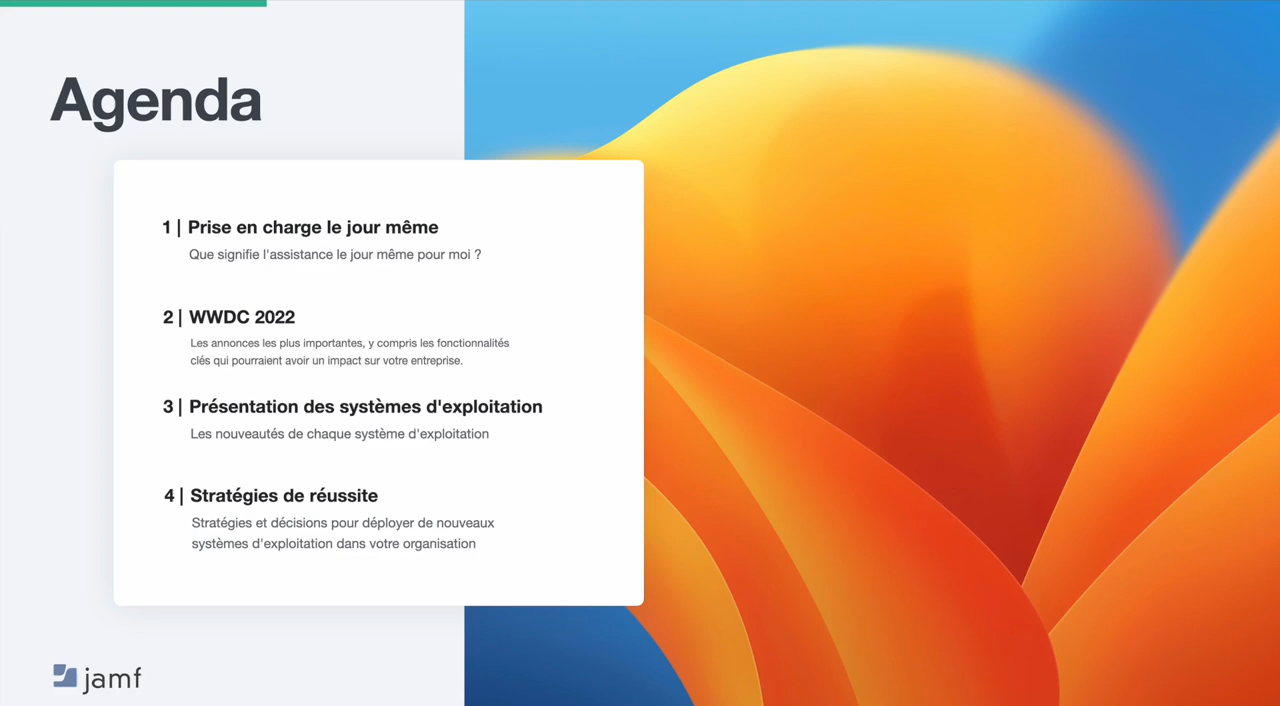 Agenda
1 | Prise en charge le jour même
Que signifie l'assistance le jour même pour moi ?
2 | WWDC 2022
Les annonces les plus importantes, y compris les fonctionnalités
clés qui pourraient avoir un impact sur votre entreprise.
3 | Présentation des systèmes d'exploitation
Les nouveautés de chaque système d'exploitation
4 | Stratégies de réussite
Stratégies et décisions pour déployer de nouveaux
systèmes d'exploitation dans votre organisation
jamf